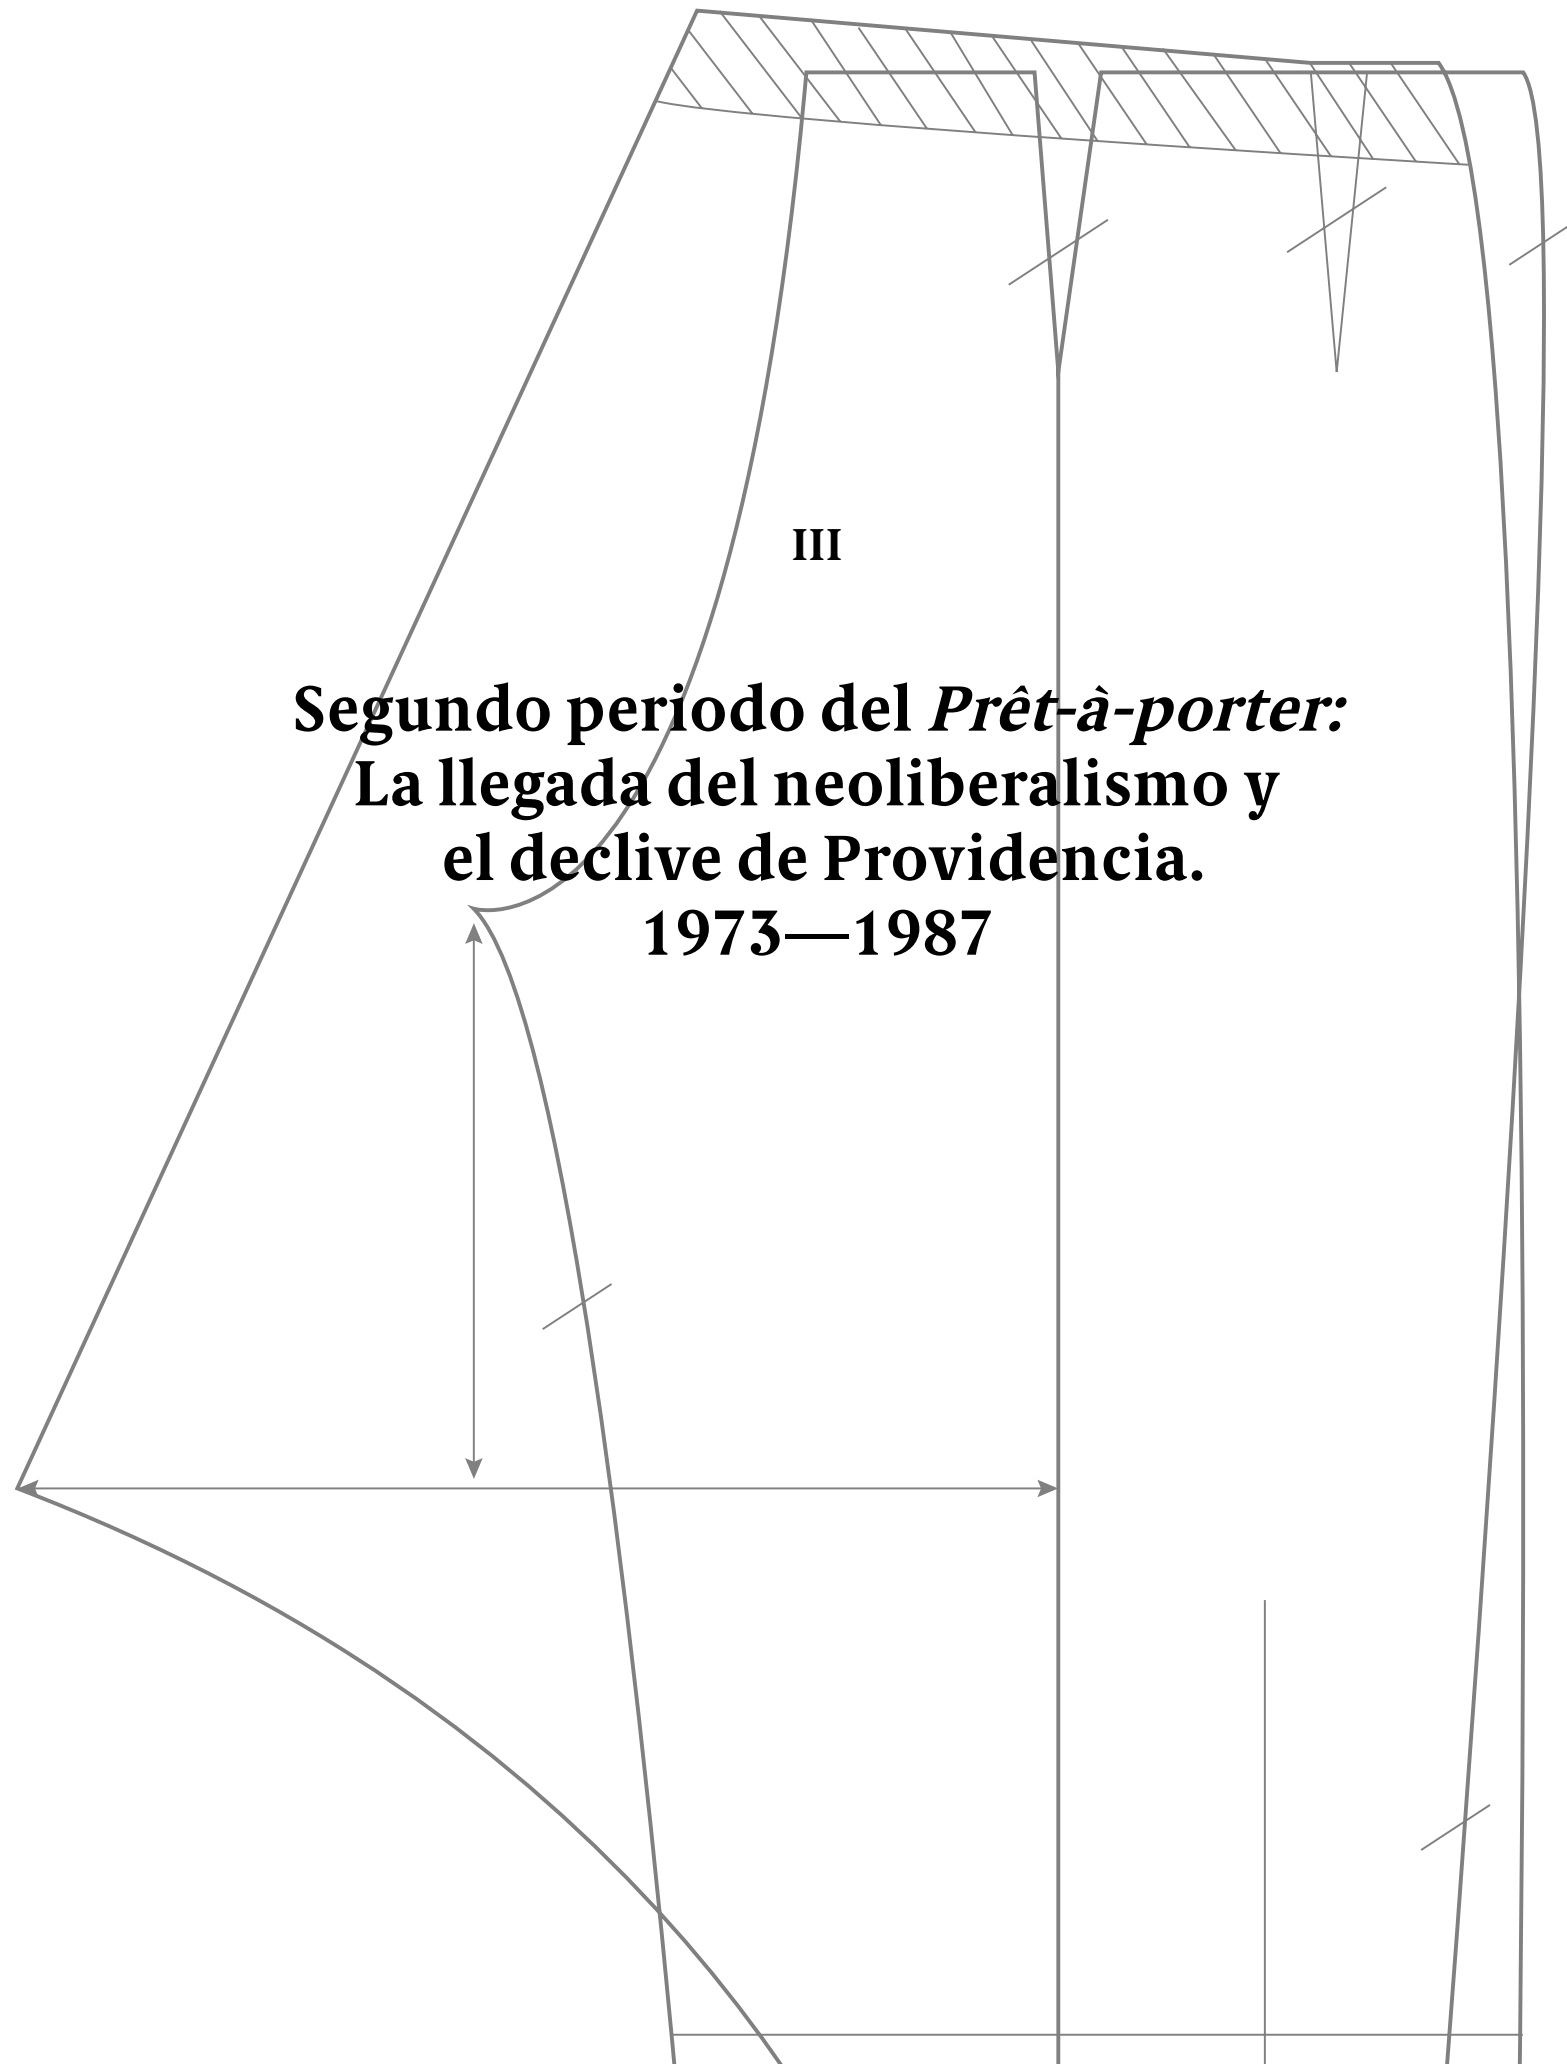 III
Segundo periodo del Prêt-à-porter:
La llegada del neoliberalismo y
el declive de Providencia.
1973—1987